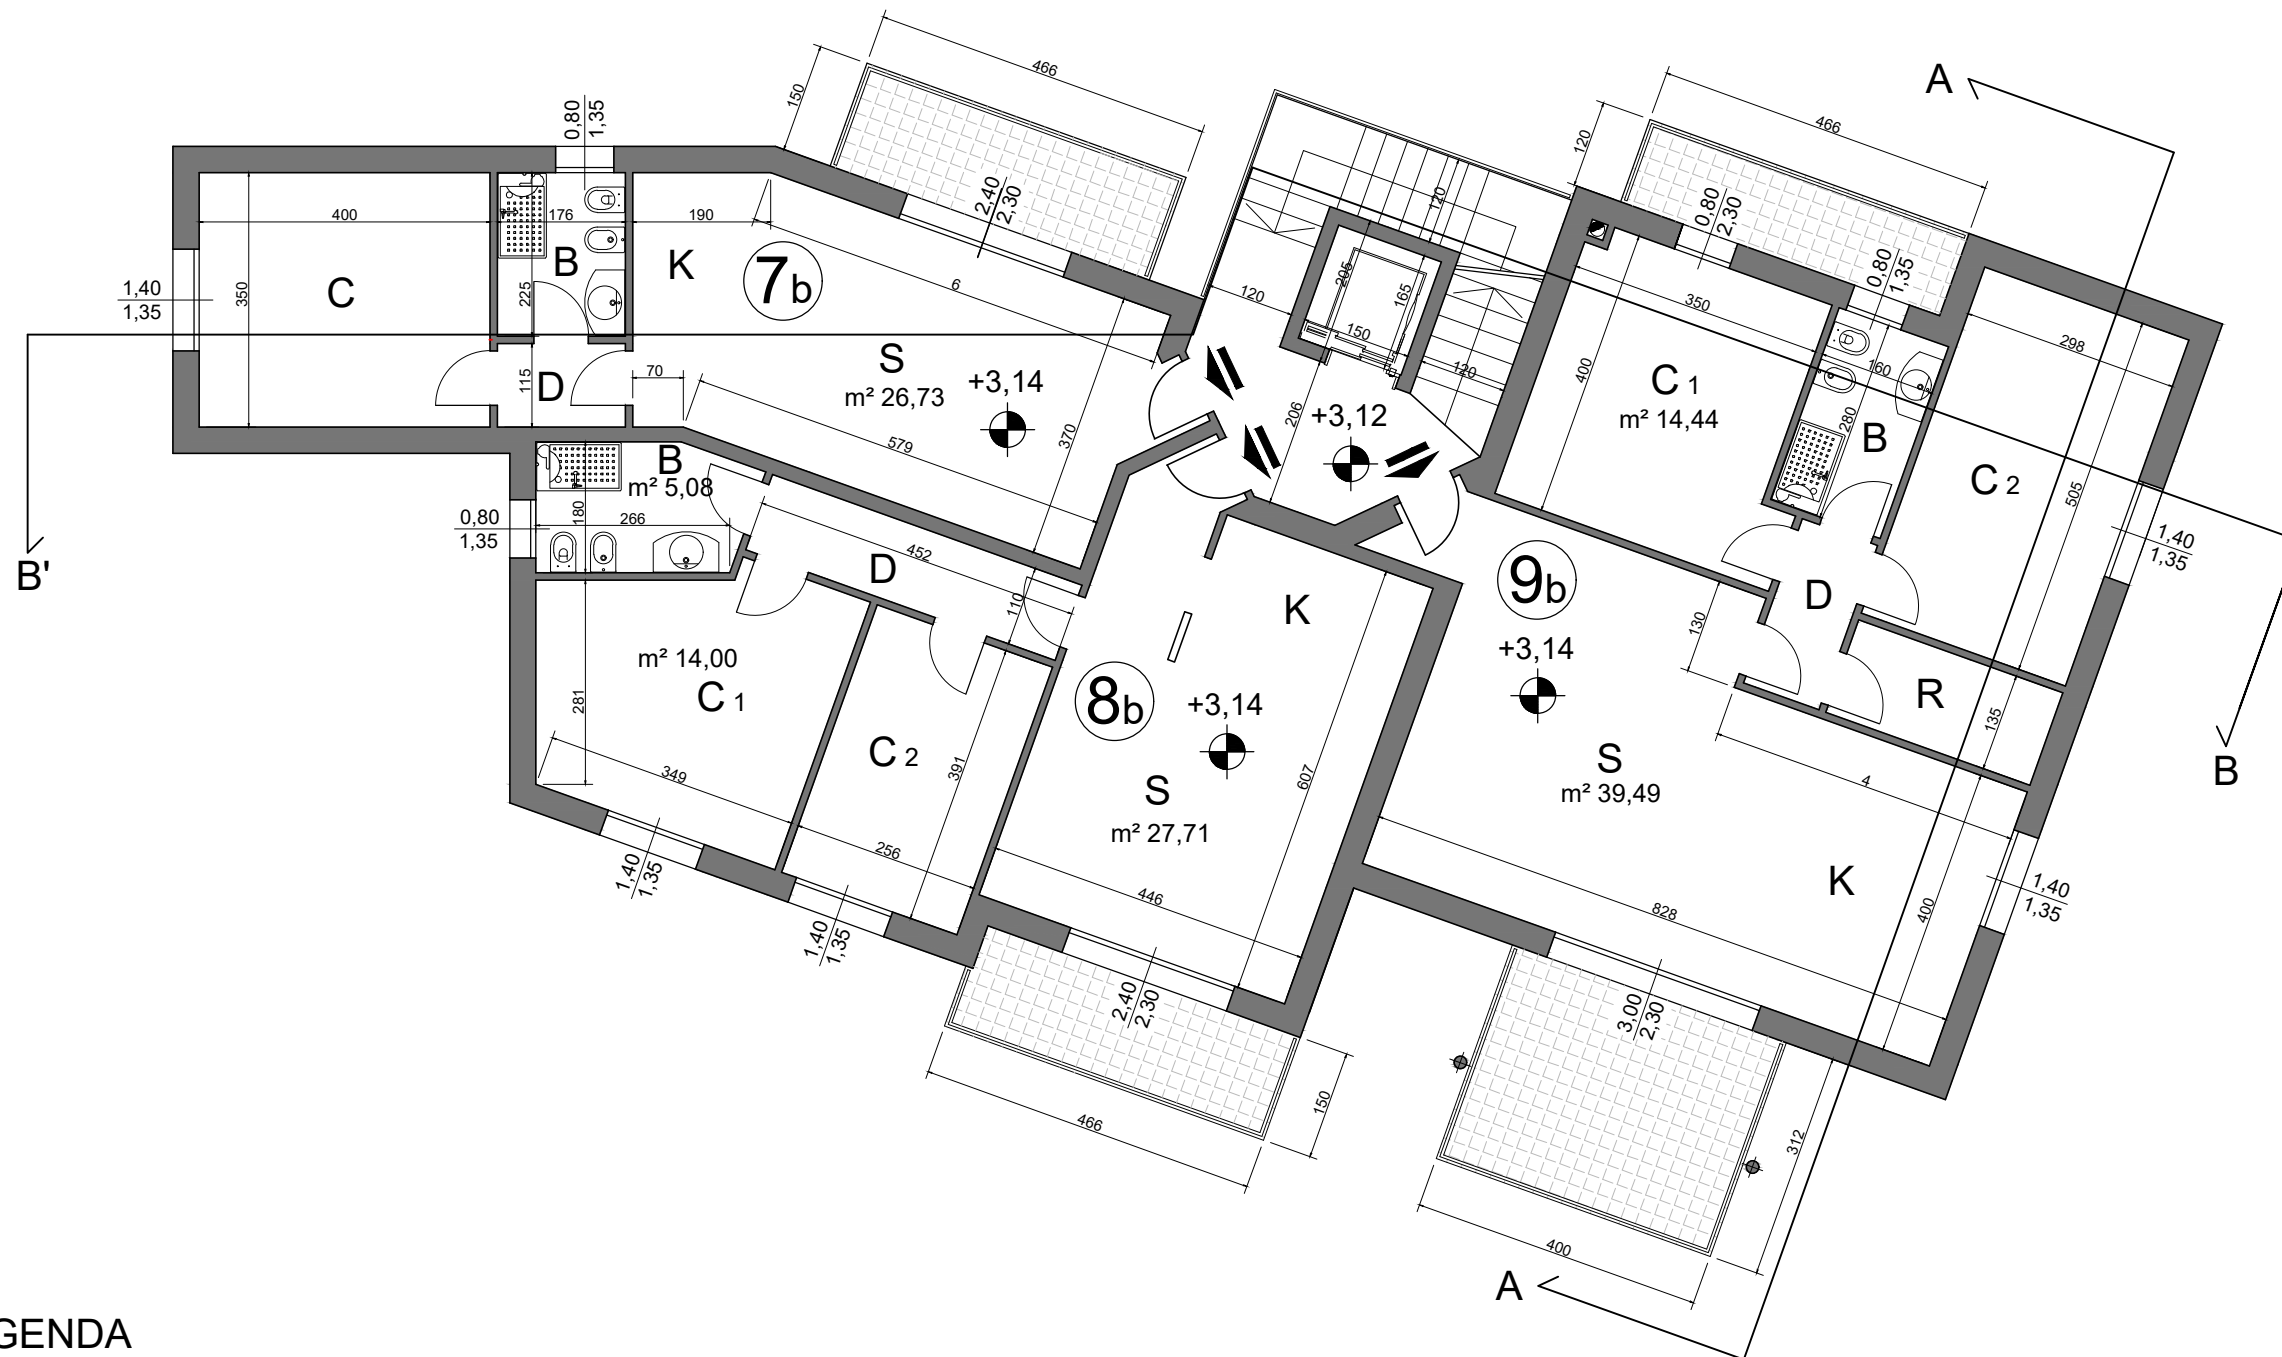 466
150
A
466
120
0,80
1,35
2,40
2,30
120
0,80
2,30
0,80
1,35
400
176
190
B
K
7b
6
C
350
225
1,40
1,35
120
205
165
150
120
350
298
160
400
C 1
m² 14,44
280
B
C 2
505
S
m² 26,73
+3,14
D
115
70
579
370
206
+3,12
1,40
1,35
B'
B
m² 5,08
0,80
1,35
180
266
452
D
110
K
9b
D
130
+3,14
R
135
m² 14,00
C 1
281
349
C 2
391
256
8b
+3,14
S
m² 27,71
607
446
S
m² 39,49
4
K
828
400
1,40
1,35
B
1,40
1,35
1,40
1,35
2,40
2,30
3,00
2,30
466
150
312
400
A
GENDA